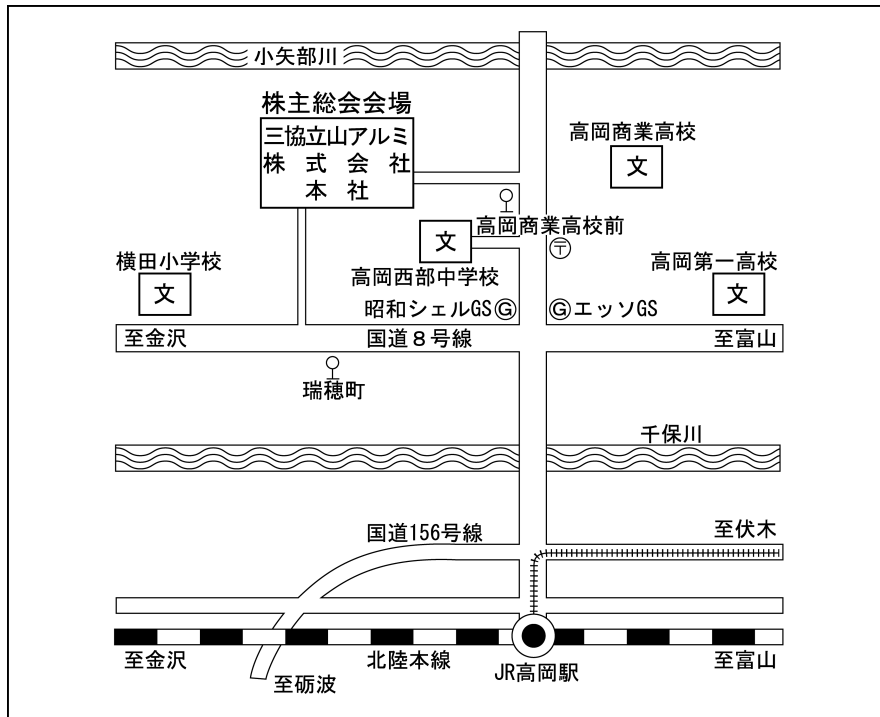 小矢部川
株主総会会場
三協立山アルミ
株式会社
本社
高岡商業高校
文
高岡商業高校前
文
〒
高岡西部中学校
横田小学校
文
高岡第一高校
文
昭和シェルGS G
G エッソGS
至金沢
国道8号線
至富山
瑞穂町
千保川
国道156号線
至伏木
至金沢
北陸本線
JR高岡駅
至富山
至砺波